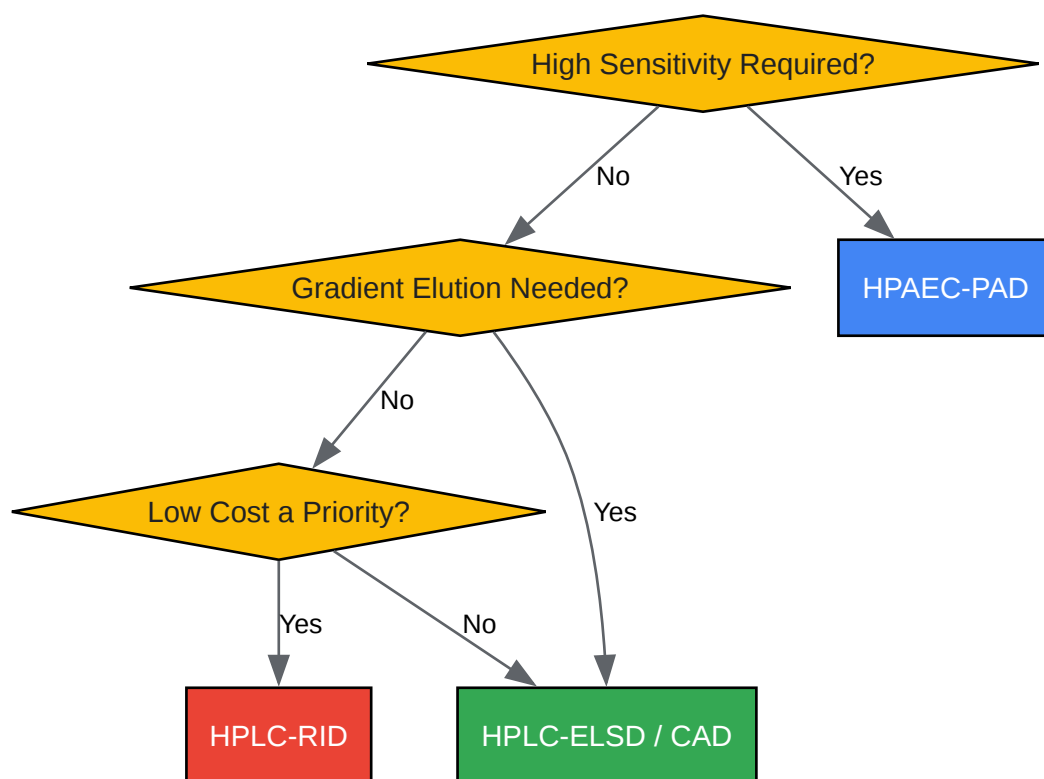 High Sensitivity Required?
No
Yes
Gradient Elution Needed?
HPAEC-PAD
No
Low Cost a Priority?
Yes
Yes
No
HPLC-RID
HPLC-ELSD / CAD